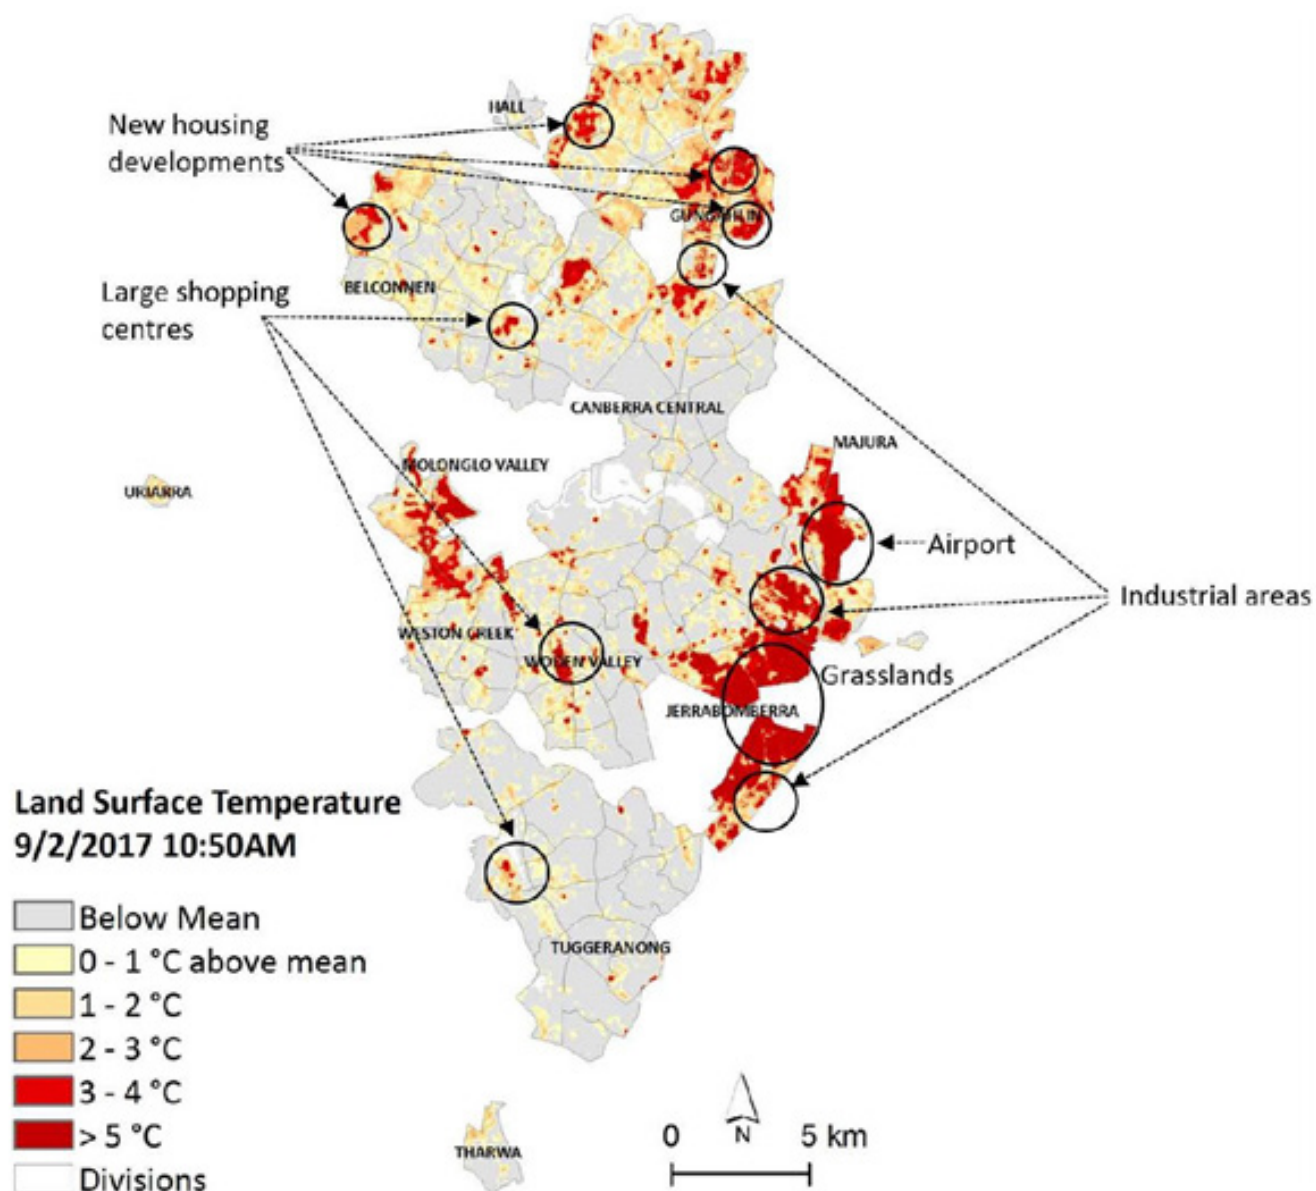 HALL
New housing
developments
GUNGAHLIN
BELCONNEN
Large shopping
centres
CANBERRA CENTRAL
MAJURA
MOLONGLO VALLEY
URIARRA
Airport
Industrial areas
WESTON CREEK
WODEN VALLEY
Grasslands
JERRABOMBERRA
Land Surface Temperature
9/2/2017 10:50AM
Below Mean
0 - 1 °C above mean
1 - 2 °C
2 - 3 °C
3 - 4 °C
> 5 °C
Divisions
TUGGERANONG
THARWA
0 N 5 km